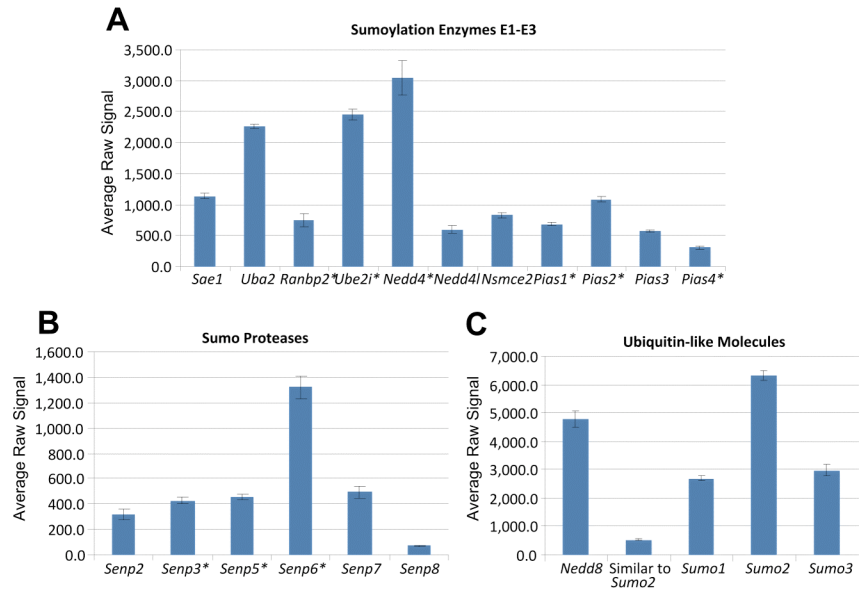 A
Sumoylation Enzymes E1-E3
Average Raw Signal
3,500.0
3,000.0
2,500.0
2,000.0
1,500.0
1,000.0
500.0
0.0
Sae1 Uba2 Ranbp2* Ube2i* Nedd4* Nedd4l Nsmce2 Pias1* Pias2* Pias3 Pias4*
B
Sumo Proteases
Average Raw Signal
1,600.0
1,400.0
1,200.0
1,000.0
800.0
600.0
400.0
200.0
0.0
Senp2 Senp3* Senp5* Senp6* Senp7 Senp8
C
Ubiquitin-like Molecules
Average Raw Signal
7,000.0
6,000.0
5,000.0
4,000.0
3,000.0
2,000.0
1,000.0
0.0
Nedd8 Similar to Sumo1 Sumo2 Sumo3
Sumo2